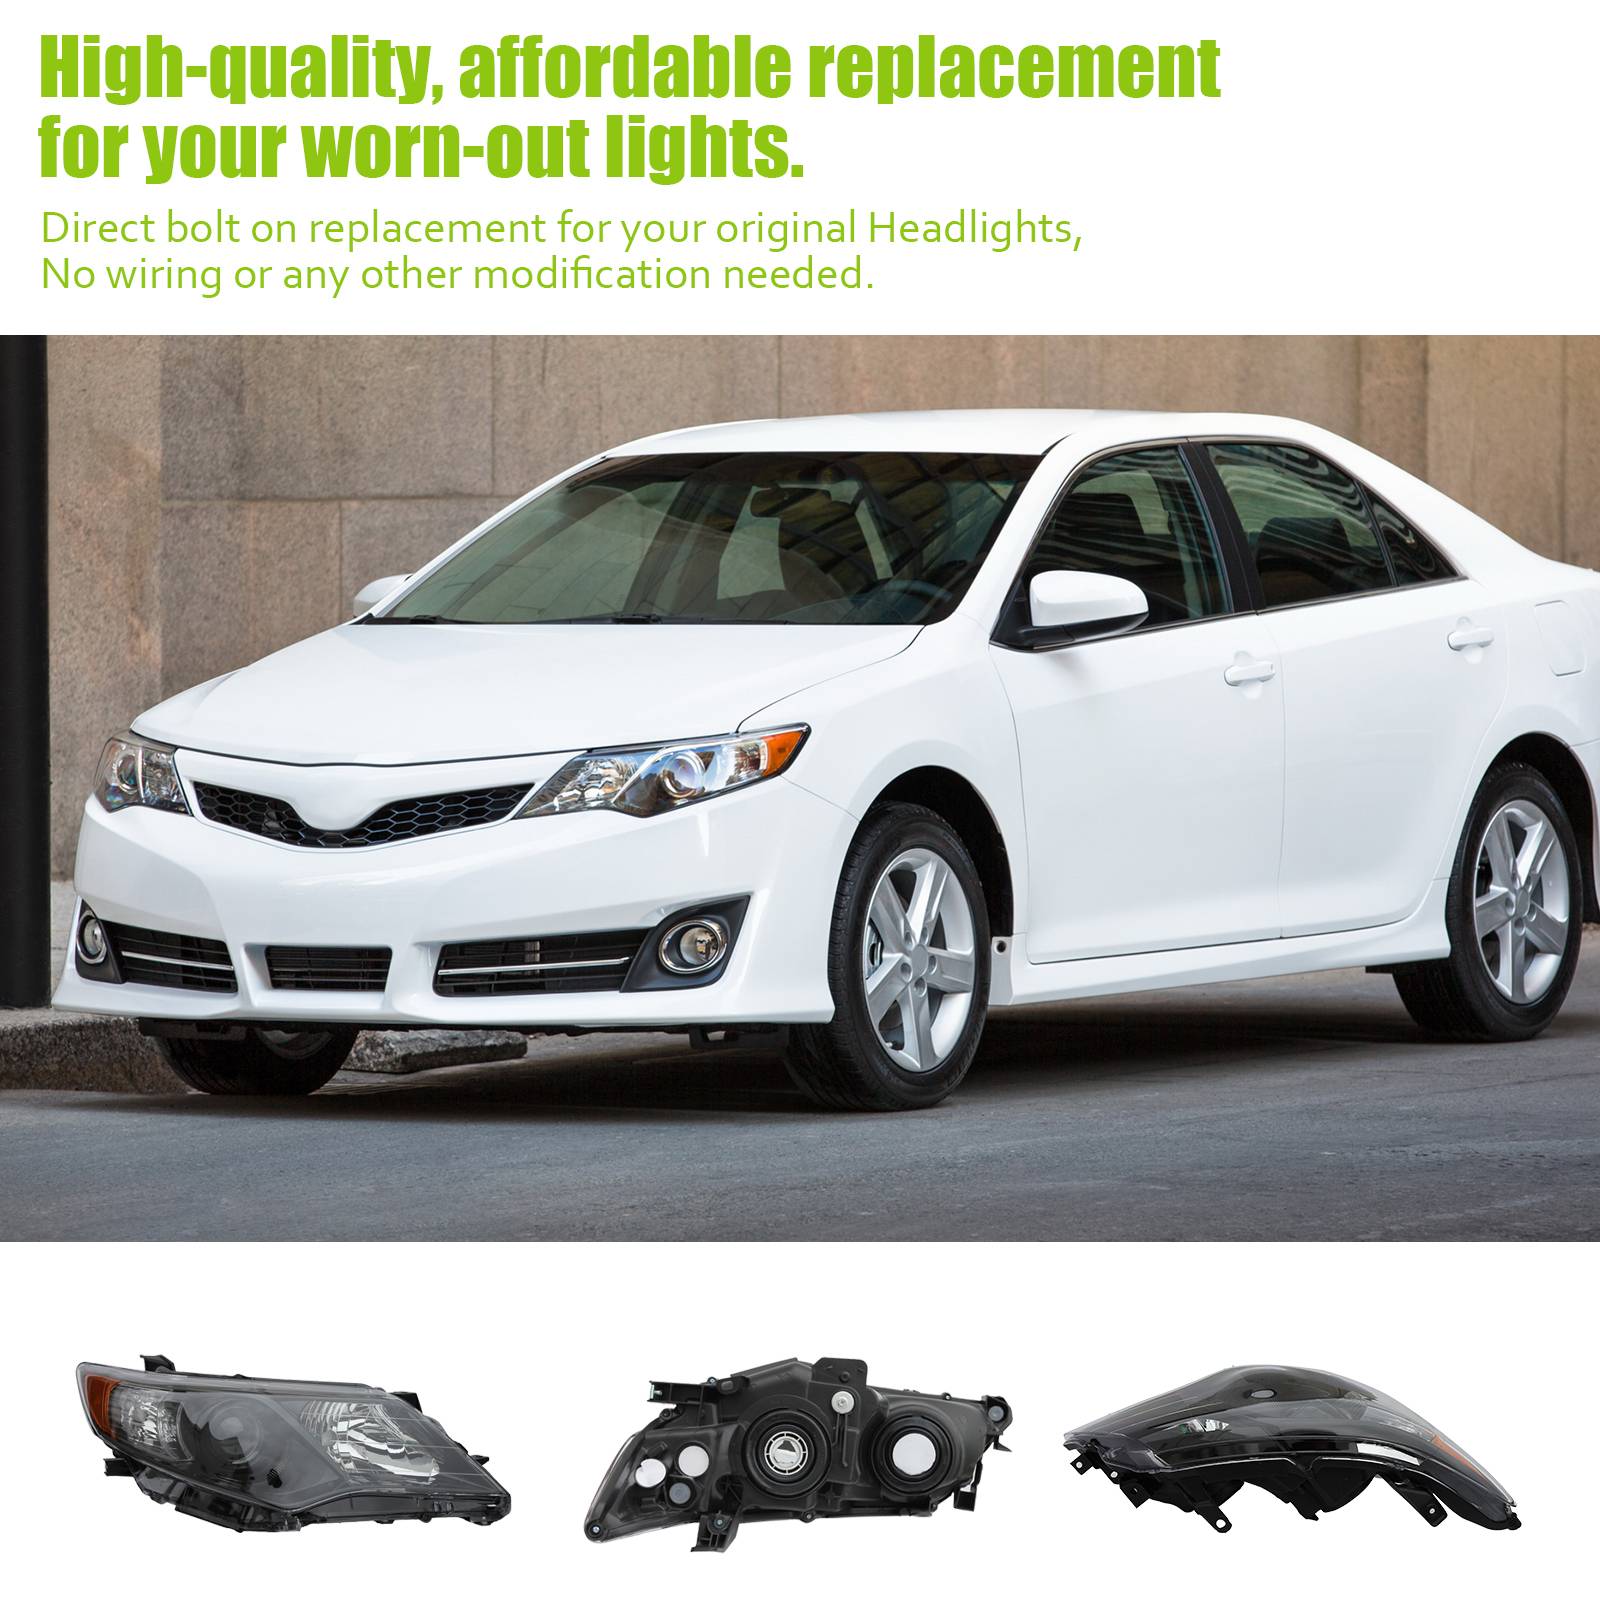 High-quality, affordable replacement
for your worn-out lights.
Direct bolt on replacement for your original Headlights,
No wiring or any other modification needed.